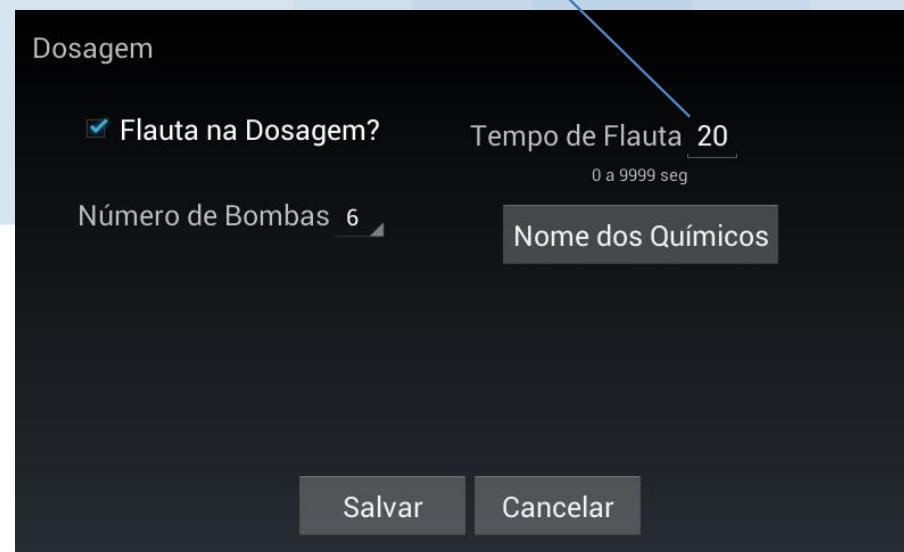 Dosagem
Flauta na Dosagem?
Tempo de Flauta 20
0 a 9999 seg
Número de Bombas 6
Nome dos Químicos
Salvar
Cancelar